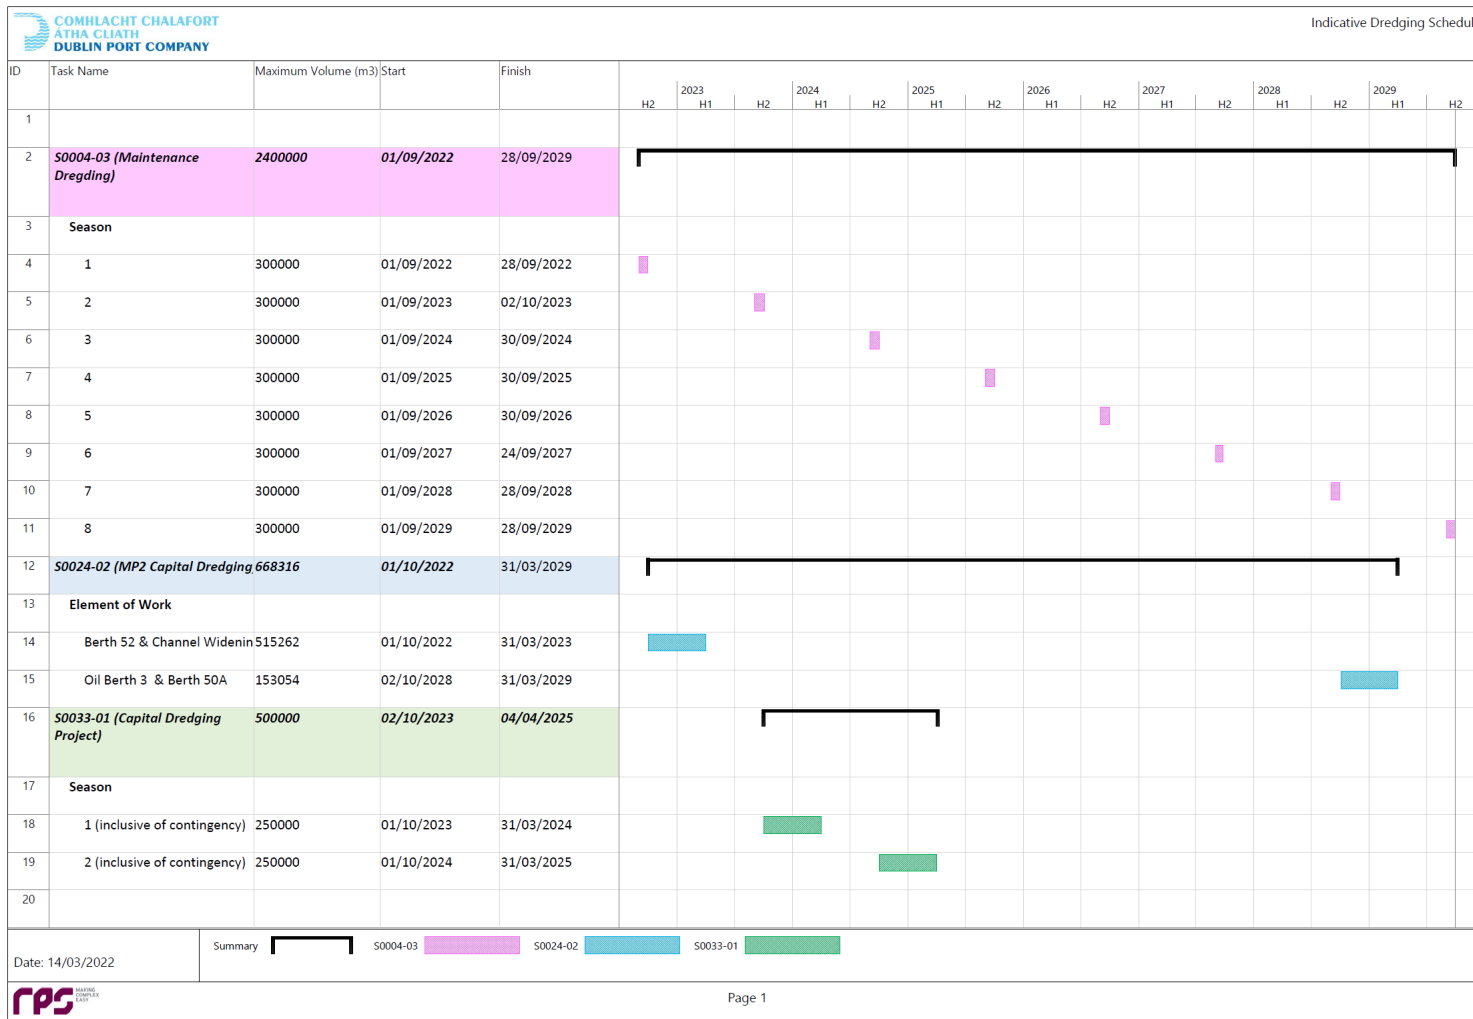 COMHLACHT CHALAFORT
ÁTHA CLIATH
DUBLIN PORT COMPANY
Indicative Dredging Schedul
ID Task Name Maximum Volume (m3) Start Finish
2023 2024 2025 2026 2027 2028 2029
H2 H1 H2 H1 H2 H1 H2 H1 H2 H1 H2 H1 H2 H1 H2
1
2 S0004-03 (Maintenance 2400000 01/09/2022 28/09/2029
Dregding)
3 Season
4 1 300000 01/09/2022 28/09/2022
5 2 300000 01/09/2023 02/10/2023
6 3 300000 01/09/2024 30/09/2024
7 4 300000 01/09/2025 30/09/2025
8 5 300000 01/09/2026 30/09/2026
9 6 300000 01/09/2027 24/09/2027
10 7 300000 01/09/2028 28/09/2028
11 8 300000 01/09/2029 28/09/2029
12 S0024-02 (MP2 Capital Dredging 668316 01/10/2022 31/03/2029
13 Element of Work
14 Berth 52 & Channel Widenin 515262 01/10/2022 31/03/2023
15 Oil Berth 3 & Berth 50A 153054 02/10/2028 31/03/2029
16 S0033-01 (Capital Dredging 500000 02/10/2023 04/04/2025
Project)
17 Season
18 1 (inclusive of contingency) 250000 01/10/2023 31/03/2024
19 2 (inclusive of contingency) 250000 01/10/2024 31/03/2025
20
Summary S0004-03 S0024-02 S0033-01
Date: 14/03/2022
rps MAKING
COMPLEX
EASY
Page 1